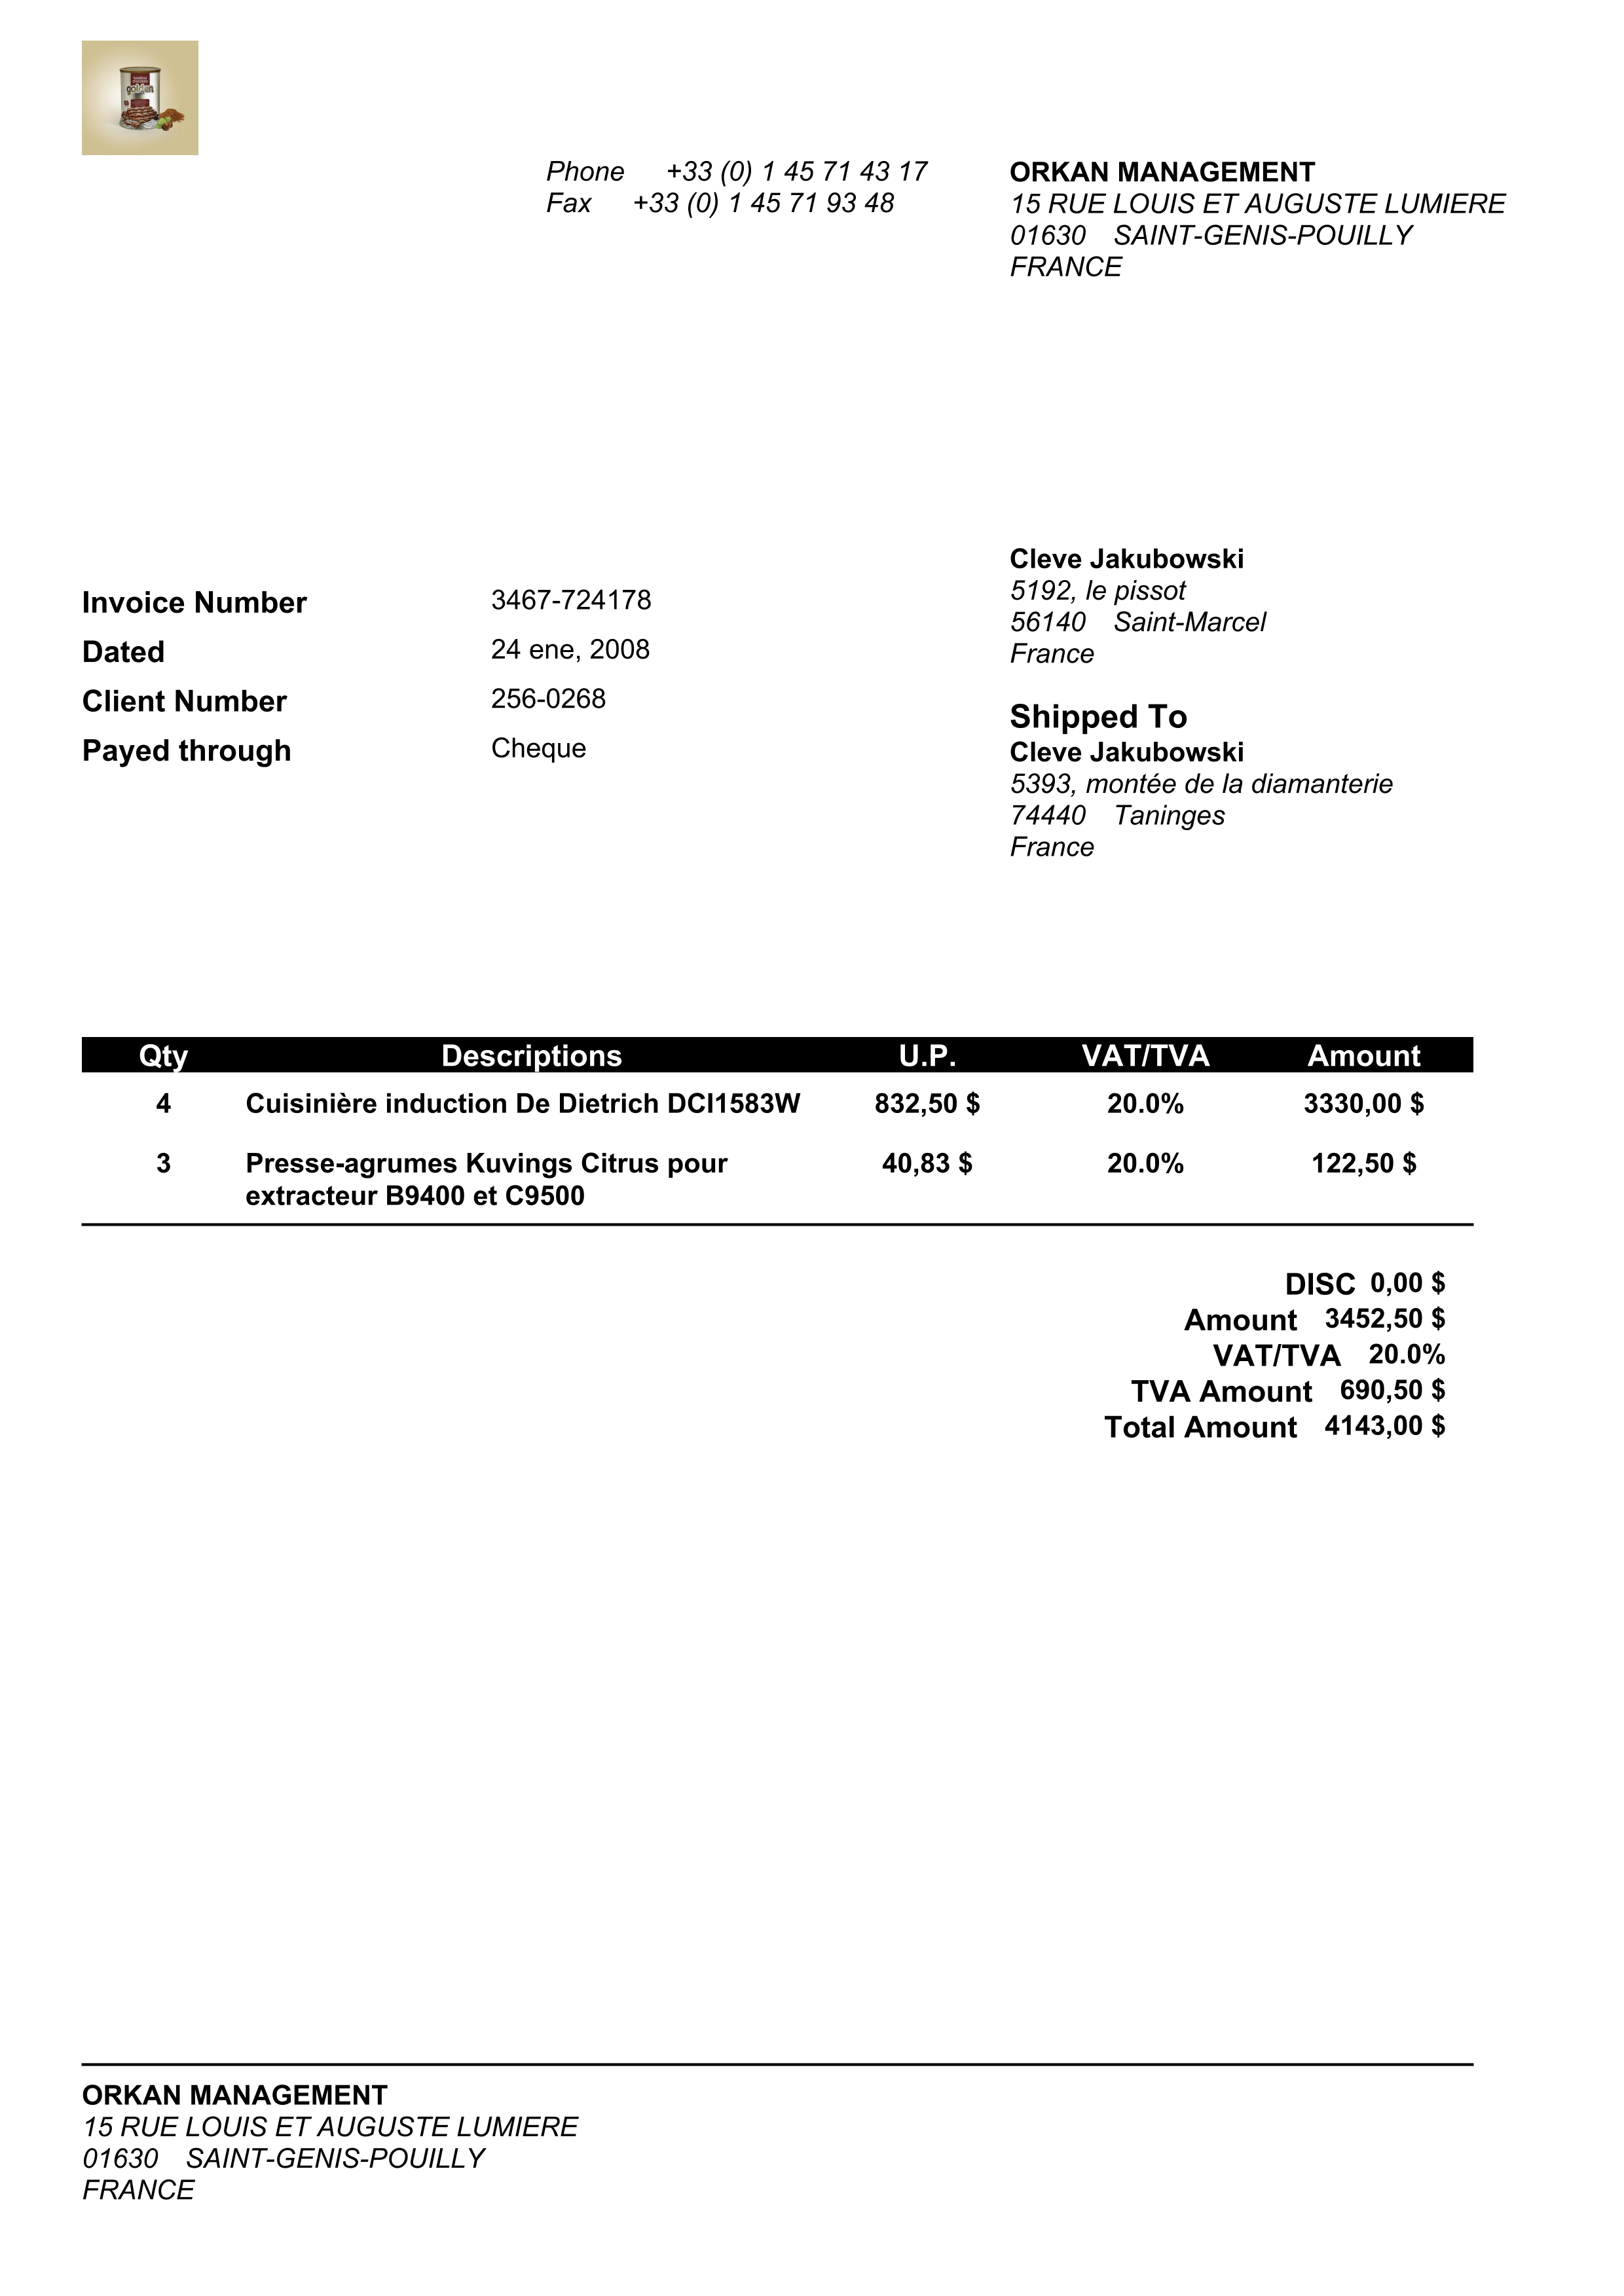 golden
Phone +33 (0) 1 45 71 43 17
Fax +33 (0) 1 45 71 93 48
ORKAN MANAGEMENT
15 RUE LOUIS ET AUGUSTE LUMIERE
01630 SAINT-GENIS-POUILLY
FRANCE
Invoice Number 3467-724178
Dated 24 ene, 2008
Client Number 256-0268
Payed through Cheque
Cleve Jakubowski
5192, le pissot
56140 Saint-Marcel
France
Shipped To
Cleve Jakubowski
5393, montée de la diamanterie
74440 Taninges
France
Qty Descriptions U.P. VAT/TVA Amount
4 Cuisinière induction De Dietrich DCI1583W 832,50 $ 20.0% 3330,00 $
3 Presse-agrumes Kuvings Citrus pour 40,83 $ 20.0% 122,50 $
extracteur B9400 et C9500
DISC 0,00 $
Amount 3452,50 $
VAT/TVA 20.0%
TVA Amount 690,50 $
Total Amount 4143,00 $
ORKAN MANAGEMENT
15 RUE LOUIS ET AUGUSTE LUMIERE
01630 SAINT-GENIS-POUILLY
FRANCE